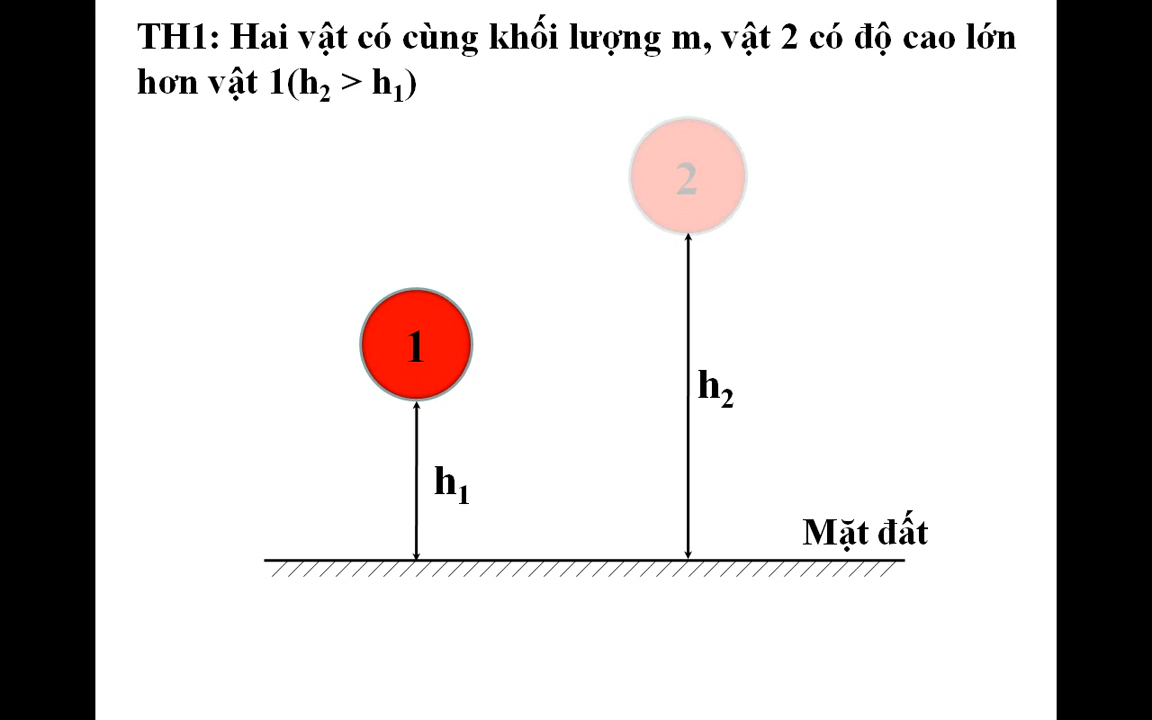 TH1: Hai vật có cùng khối lượng m, vật 2 có độ cao lớn
hơn vật 1(h₂ > h₁)
2
1
h₂
h₁
Mặt đất